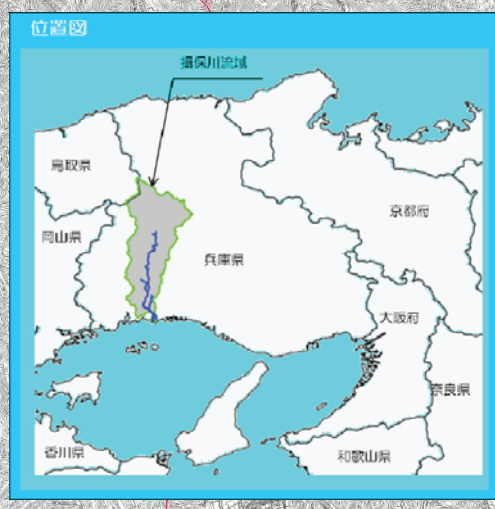 位置図
揖保川流域
鳥取県
京都府
岡山県
兵庫県
大阪府
奈良県
香川県
和歌山県